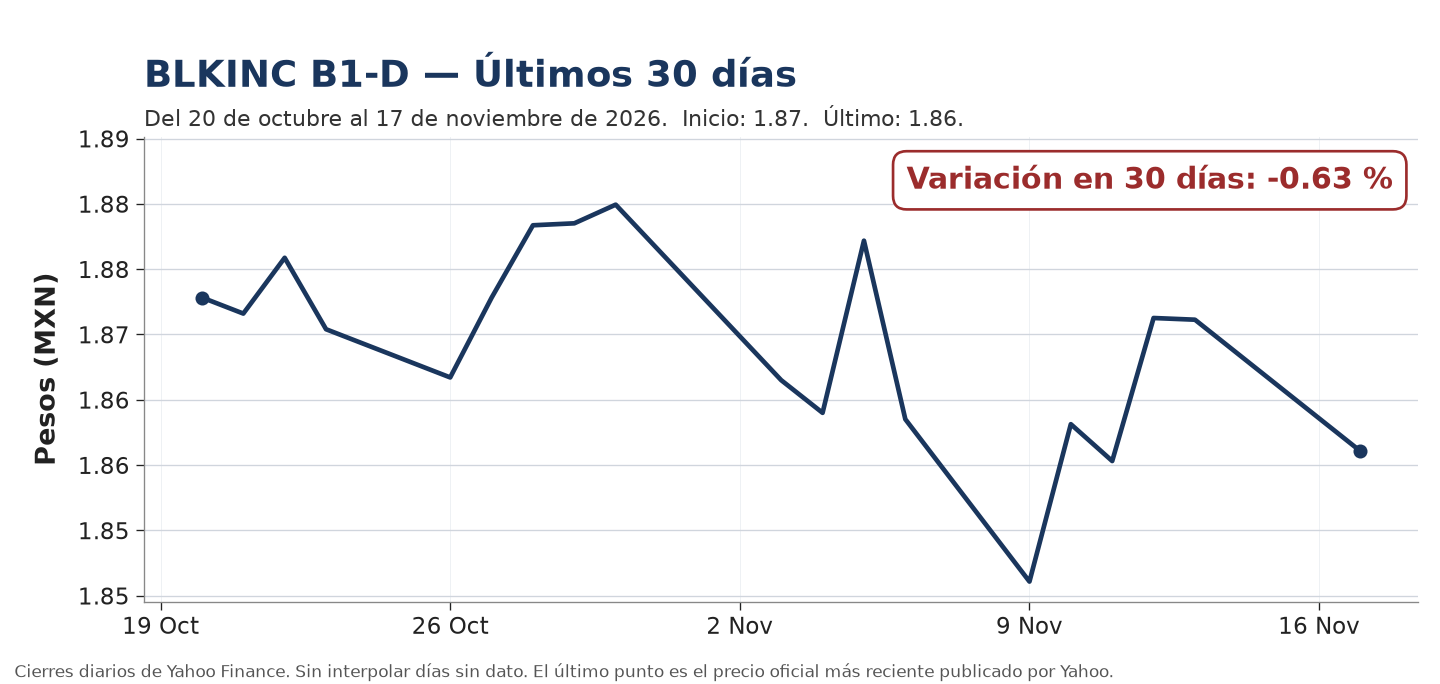 BLKINC B1-D — Últimos 30 días
Del 20 de octubre al 17 de noviembre de 2026.  Inicio: 1.87.  Último: 1.86.
Variación en 30 días: -0.63 %
Pesos (MXN)
1.89
1.88
1.88
1.87
1.86
1.86
1.85
1.85
19 Oct
26 Oct
2 Nov
9 Nov
16 Nov
Cierres diarios de Yahoo Finance. Sin interpolar días sin dato. El último punto es el precio oficial más reciente publicado por Yahoo.